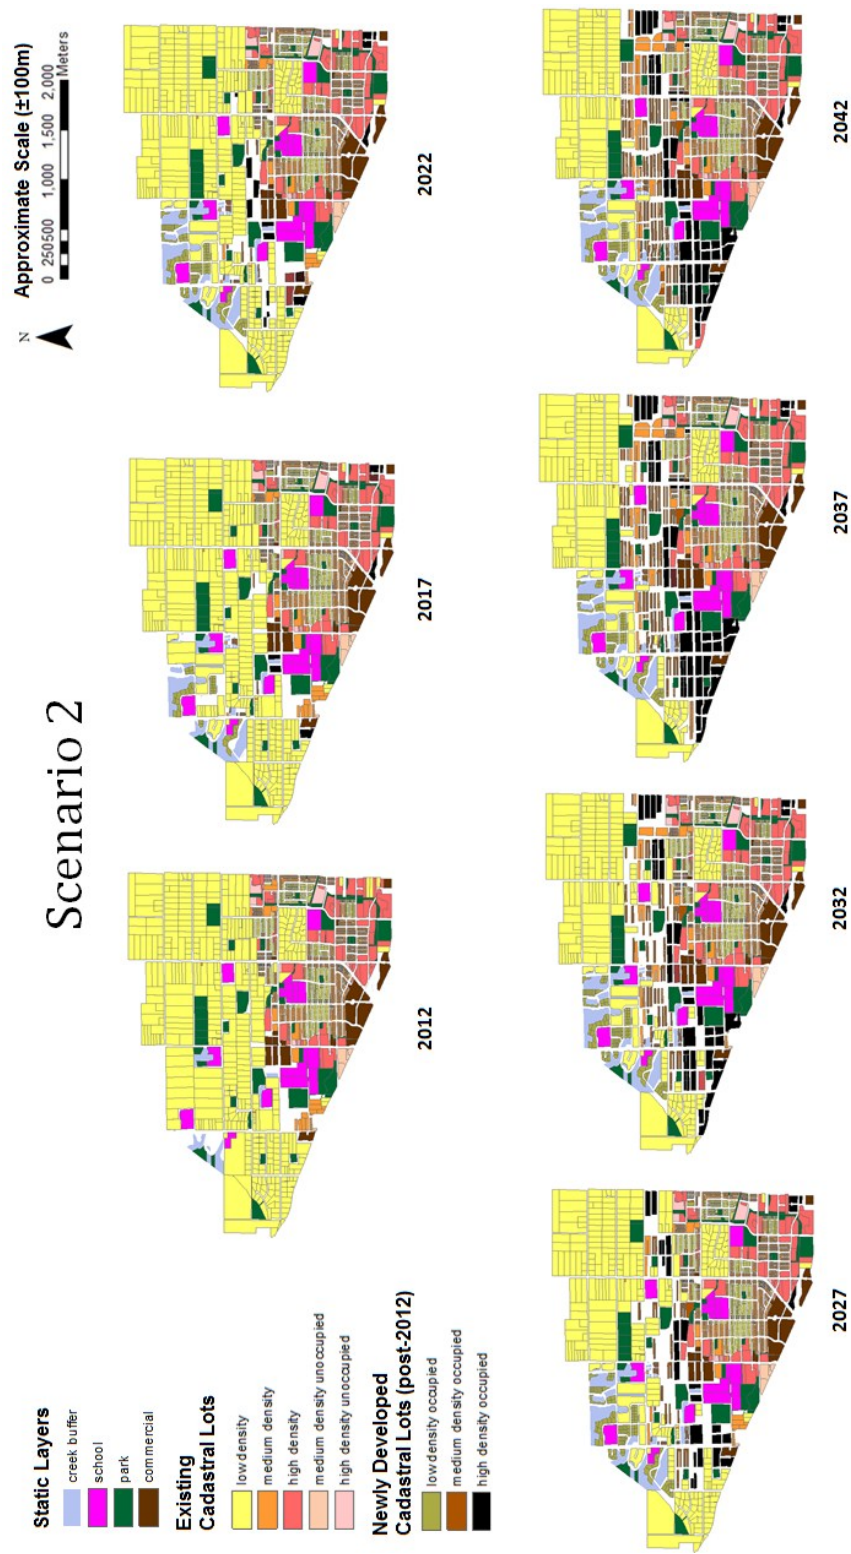 Scenario 2
N
Approximate Scale (±100m)
0 250500 1,000 1,500 2,000
Meters
Static Layers
creek buffer
school
park
commercial
Existing
Cadastral Lots
low density
medium density
high density
medium density unoccupied
high density unoccupied
Newly Developed
Cadastral Lots (post-2012)
low density occupied
medium density occupied
high density occupied
2012
2017
2022
2027
2032
2037
2042